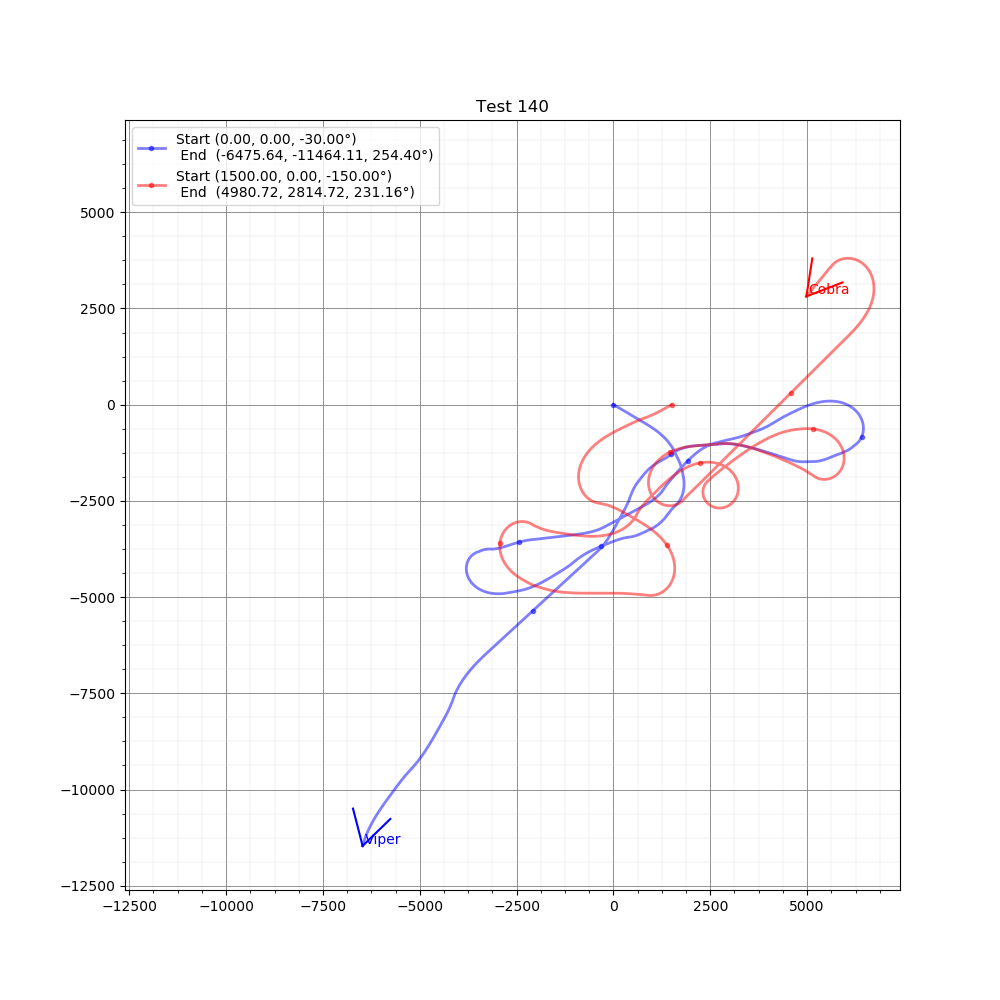 Test 140
Start (0.00, 0.00, -30.00°)
End (-6475.64, -11464.11, 254.40°)
Start (1500.00, 0.00, -150.00°)
End (4980.72, 2814.72, 231.16°)
5000
2500
0
−2500
−5000
−7500
−10000
−12500
Cobra
Viper
−12500 −10000 −7500 −5000 −2500 0 2500 5000